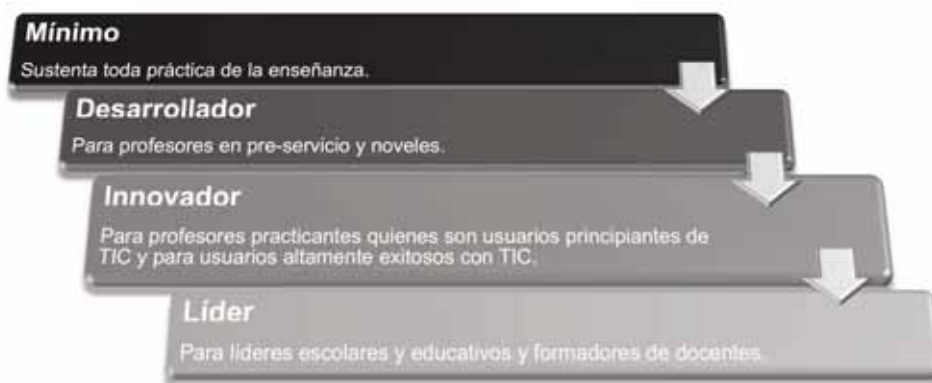 Mínimo
Sustenta toda práctica de la enseñanza.
Desarrollador
Para profesores en pre-servicio y noveles.
Innovador
Para profesores practicantes quienes son usuarios principiantes de
TIC y para usuarios altamente exitosos con TIC.
Líder
Para líderes escolares y educativos y formadores de docentes.